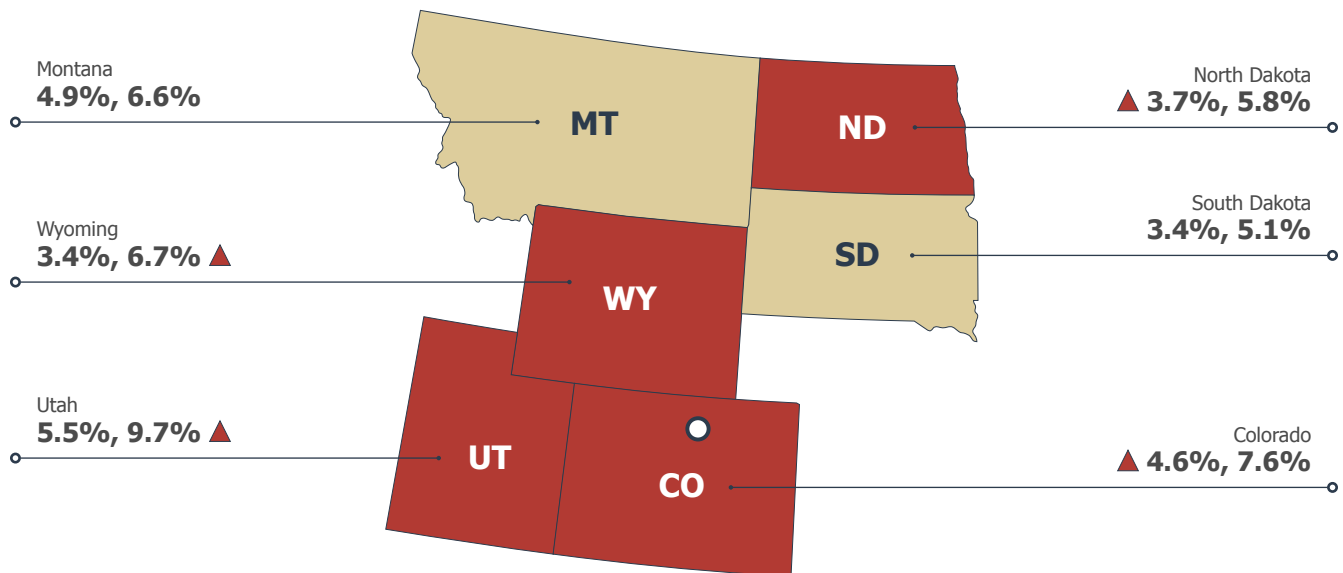 Montana
4.9%, 6.6%
North Dakota
3.7%, 5.8%
MT
ND
Wyoming
3.4%, 6.7%
South Dakota
3.4%, 5.1%
SD
WY
Utah
5.5%, 9.7%
Colorado
4.6%, 7.6%
UT
CO